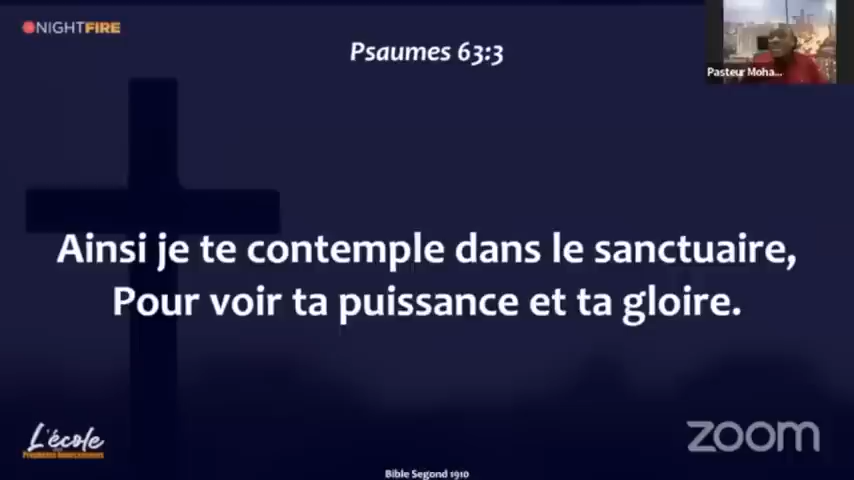 NIGHTFIRE
Psaumes 63:3
Pasteur Moha...
Ainsi je te contemple dans le sanctuaire,
Pour voir ta puissance et ta gloire.
L'école
zoom
Bible Segond 1910